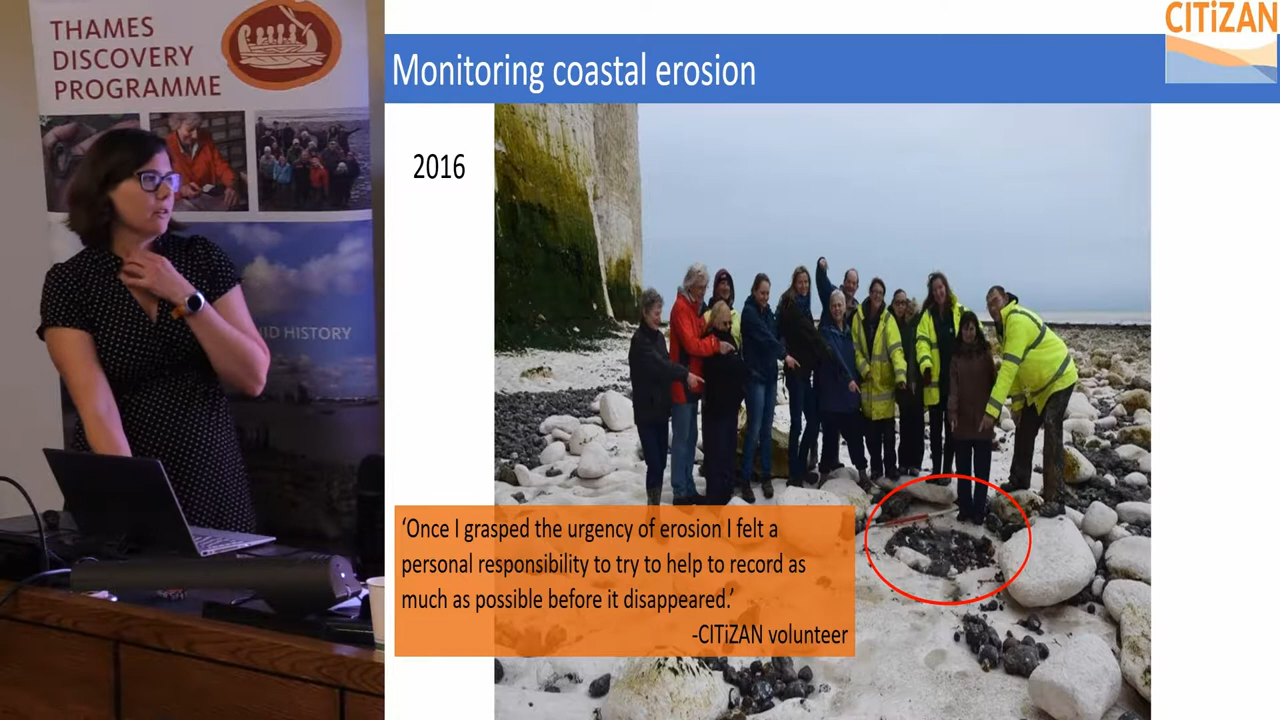 THAMES
DISCOVERY
PROGRAMME
HISTORY
CITiZAN
Monitoring coastal erosion
2016
‘Once I grasped the urgency of erosion I felt a
personal responsibility to try to help to record as
much as possible before it disappeared.’
-CITiZAN volunteer